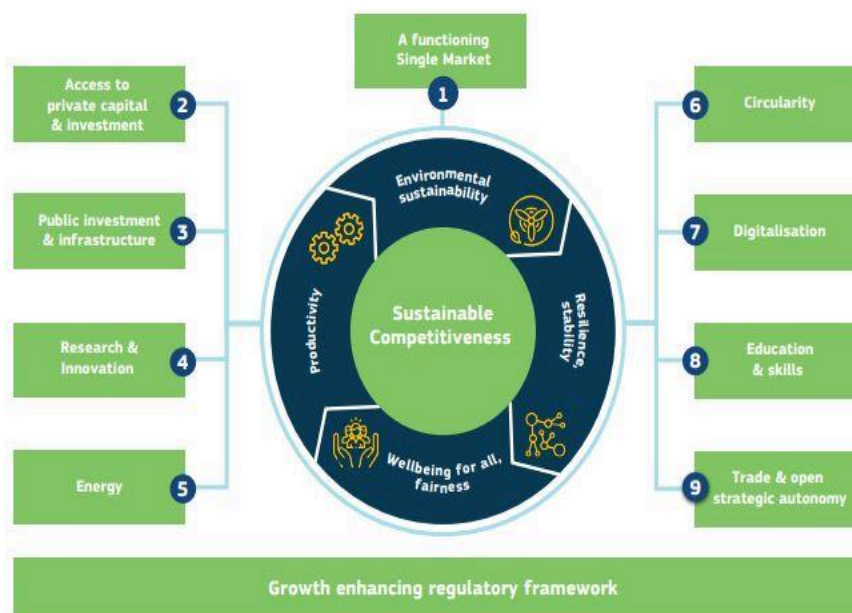 A functioning
Single Market
1
Access to
private capital
& investment
2
Public investment
& infrastructure
3
Research &
Innovation
4
Energy
5
6
Circularity
7
Digitalisation
8
Education
& skills
9
Trade & open
strategic autonomy
Environmental
sustainability
Resilience,
stability
Wellbeing for all,
fairness
Productivity
Sustainable
Competitiveness
Growth enhancing regulatory framework